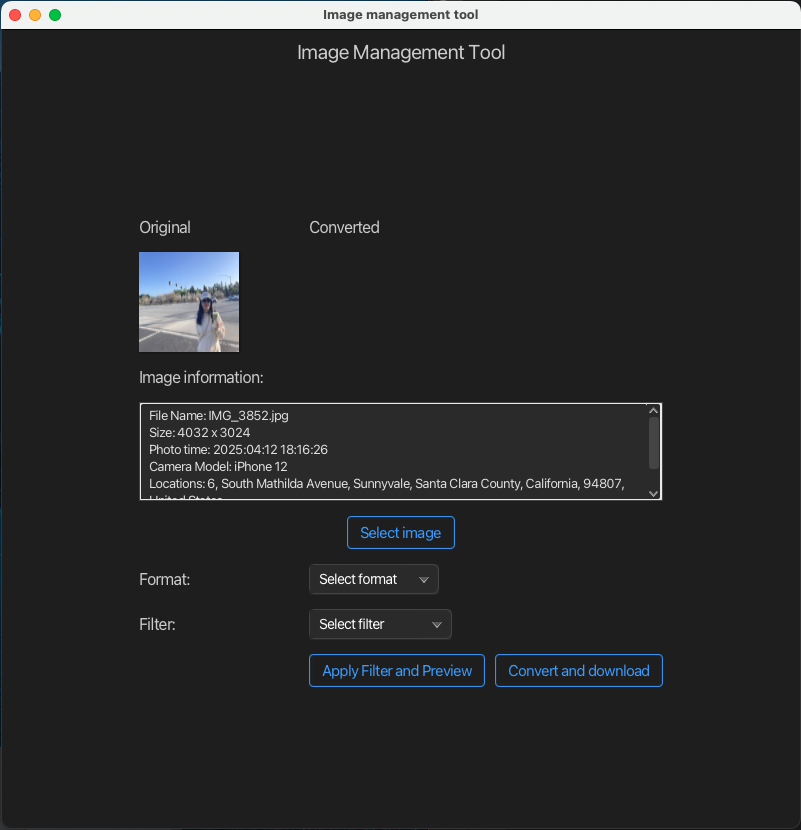 Image management tool
Image Management Tool
Original Converted
Image information:
File Name: IMG_3852.jpg
Size: 4032 x 3024
Photo time: 2025:04:12 18:16:26
Camera Model: iPhone 12
Locations: 6, South Mathilda Avenue, Sunnyvale, Santa Clara County, California, 94807,
United States
Select image
Format: Select format
Filter: Select filter
Apply Filter and Preview Convert and download